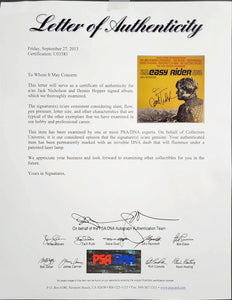 Letter of Authenticity
Friday, September 27, 2013
Certification: U01581
To Whom It May Concern:
This letter will serve as a certificate of authenticity for
a/an Jack Nicholson and Dennis Hopper signed album,
which we thoroughly examined.
The signature(s) is/are consistent considering slant, flow,
pen pressure, letter size, and other characteristics that are
typical of the other exemplars that we have examined in
our hobby and professional career.
easy rider
This item has been examined by one or more PSA/DNA experts. On behalf of Collectors
Universe, it is our considered opinion that the signature(s) is/are genuine. Your authenticated
item has been permanently marked with an invisible DNA dash that will fluoresce under a
patented laser lamp.
We appreciate your business and look forward to examining other collectibles for you in the
future.
Yours in Signatures,
On behalf of the PSA/DNA Autograph Authentication Team
PSA/DNA